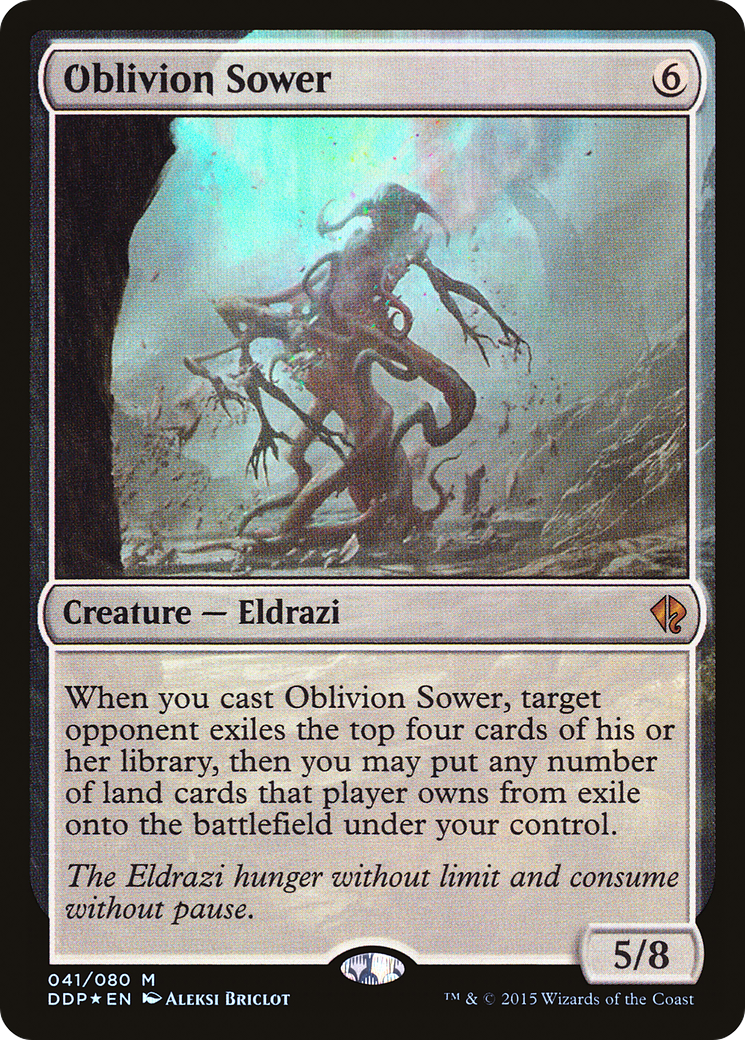 Oblivion Sower 6
Creature — Eldrazi
When you cast Oblivion Sower, target
opponent exiles the top four cards of his or
her library, then you may put any number
of land cards that player owns from exile
onto the battlefield under your control.
The Eldrazi hunger without limit and consume
without pause.
5/8
041/080 M
DDP★EN Aleksi Briclot
™ & © 2015 Wizards of the Coast